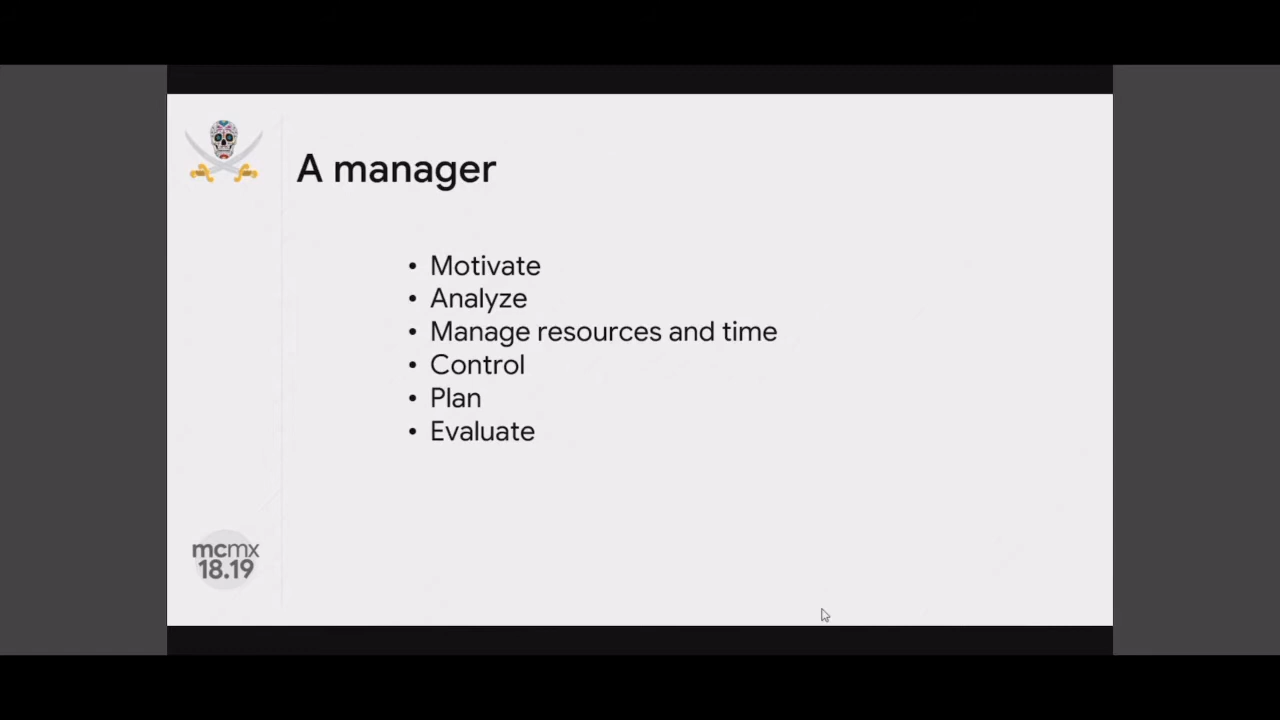 A manager
• Motivate
• Analyze
• Manage resources and time
• Control
• Plan
• Evaluate
mcmx
18.19